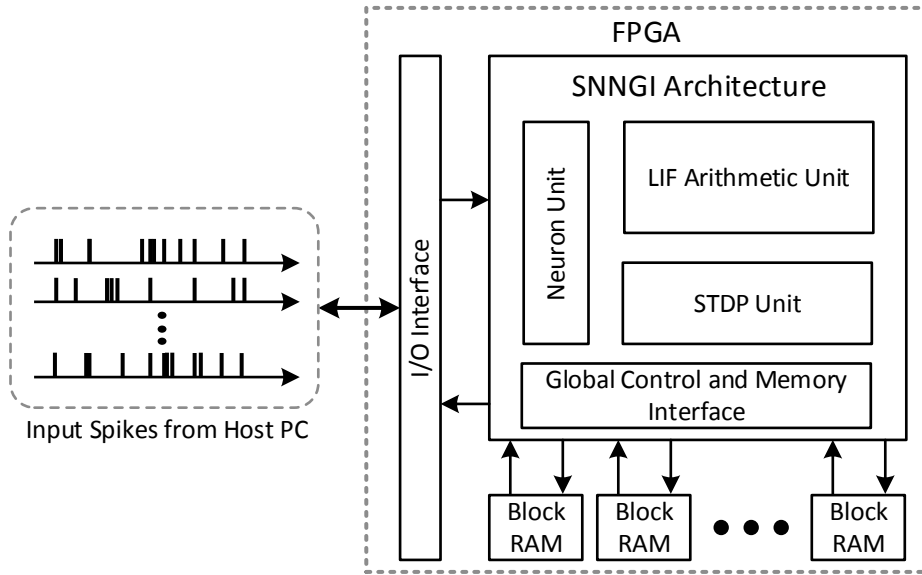 FPGA
SNNGI Architecture
Neuron Unit
LIF Arithmetic Unit
STDP Unit
I/O Interface
Global Control and Memory
Interface
Input Spikes from Host PC
Block
RAM
Block
RAM
Block
RAM